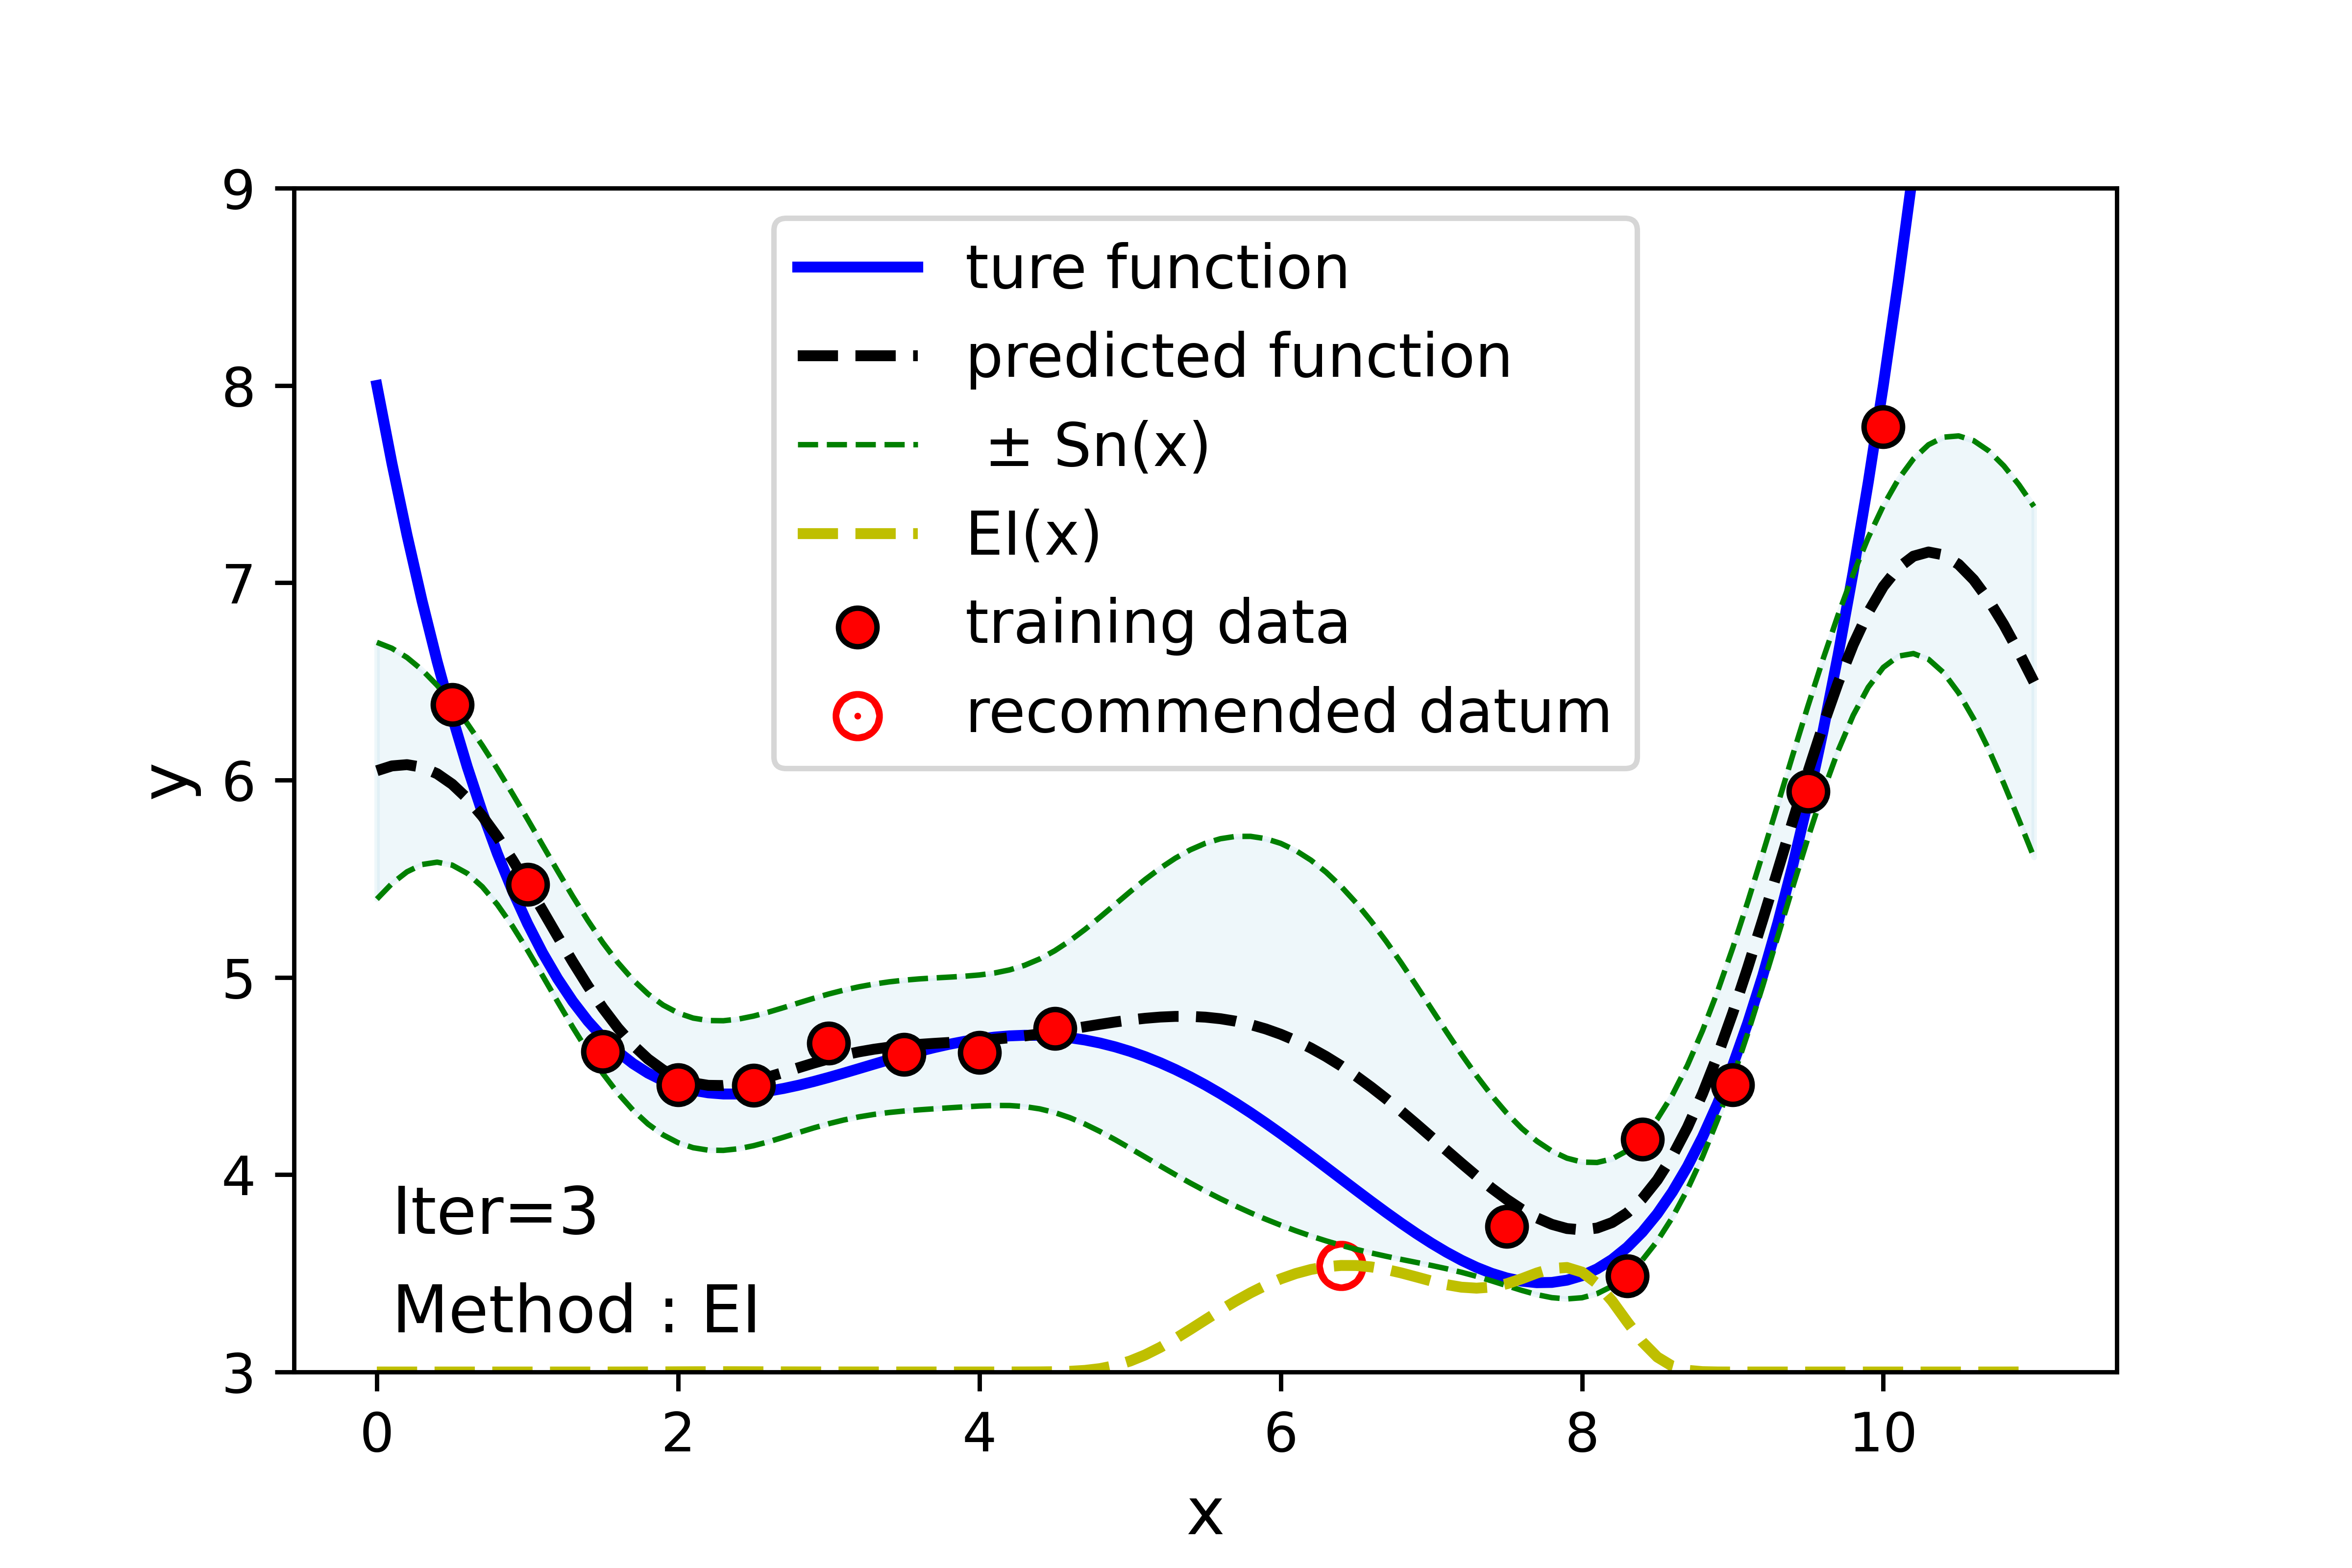 9
8
7
6
5
4
3
y
ture function
predicted function
± Sn(x)
EI(x)
training data
recommended datum
Iter=3
Method : EI
0 2 4 6 8 10
x